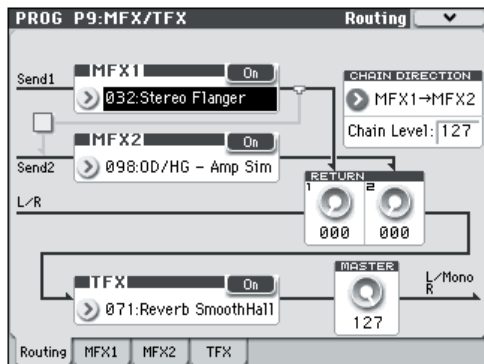 PROG P9:MFX/TFX Routing
Send1
MFX1 On
032:Stereo Flanger
CHAIN DIRECTION
MFX1→MFX2
Chain Level: 127
MFX2 On
098:OD/HG - Amp Sim
Send2
L/R
RETURN
1 2
000 000
TFX On
071:Reverb SmoothHall
MASTER
127
L/Mono
R
Routing MFX1 MFX2 TFX